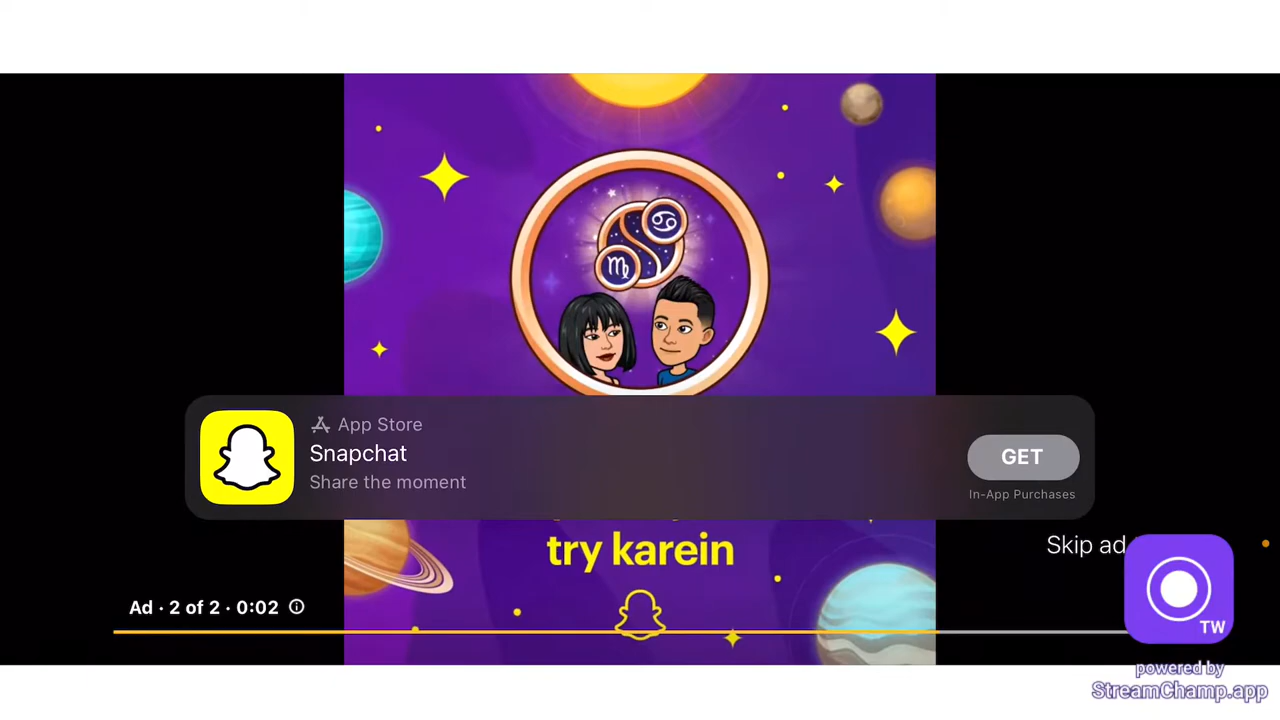 App Store
Snapchat
Share the moment
GET
In-App Purchases
try karein
Skip ad
Ad · 2 of 2 · 0:02
TW
powered by
StreamChamp.app